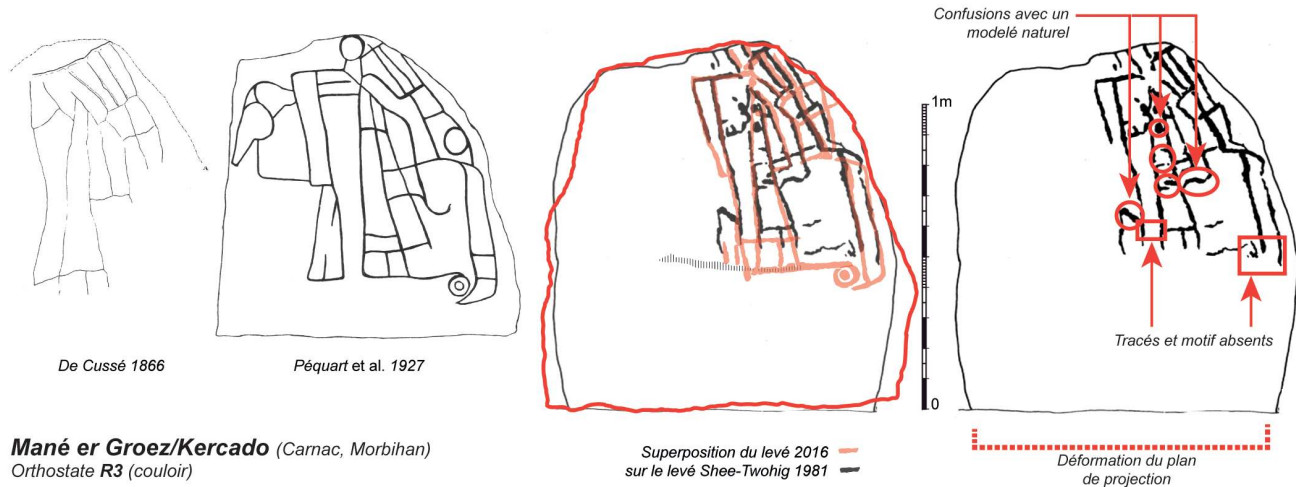 Confusions avec un
modelé naturel
1m
De Cussé 1866
Péquart et al. 1927
Tracés et motif absents
0
Mané er Groez/Kercado (Carnac, Morbihan)
Orthostate R3 (couloir)
Superposition du levé 2016
sur le levé Shee-Twohig 1981
Déformation du plan
de projection